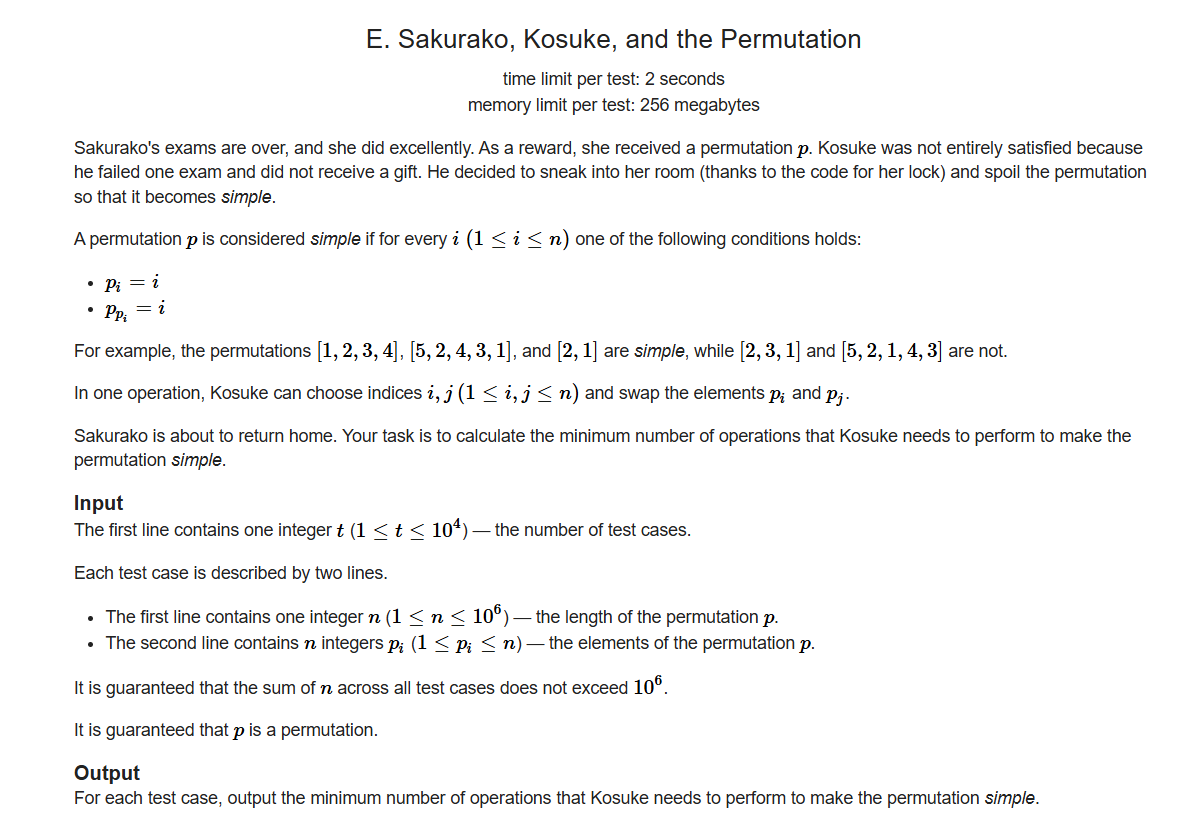 E. Sakurako, Kosuke, and the Permutation
time limit per test: 2 seconds
memory limit per test: 256 megabytes
Sakurako's exams are over, and she did excellently. As a reward, she received a permutation p. Kosuke was not entirely satisfied because
he failed one exam and did not receive a gift. He decided to sneak into her room (thanks to the code for her lock) and spoil the permutation
so that it becomes simple.
A permutation p is considered simple if for every i (1 ≤ i ≤ n) one of the following conditions holds:
• p_i = i
• p_{p_i} = i
For example, the permutations [1, 2, 3, 4], [5, 2, 4, 3, 1], and [2, 1] are simple, while [2, 3, 1] and [5, 2, 1, 4, 3] are not.
In one operation, Kosuke can choose indices i, j (1 ≤ i, j ≤ n) and swap the elements p_i and p_j.
Sakurako is about to return home. Your task is to calculate the minimum number of operations that Kosuke needs to perform to make the
permutation simple.
Input
The first line contains one integer t (1 ≤ t ≤ 10^4) — the number of test cases.
Each test case is described by two lines.
• The first line contains one integer n (1 ≤ n ≤ 10^6) — the length of the permutation p.
• The second line contains n integers p_i (1 ≤ p_i ≤ n) — the elements of the permutation p.
It is guaranteed that the sum of n across all test cases does not exceed 10^6.
It is guaranteed that p is a permutation.
Output
For each test case, output the minimum number of operations that Kosuke needs to perform to make the permutation simple.